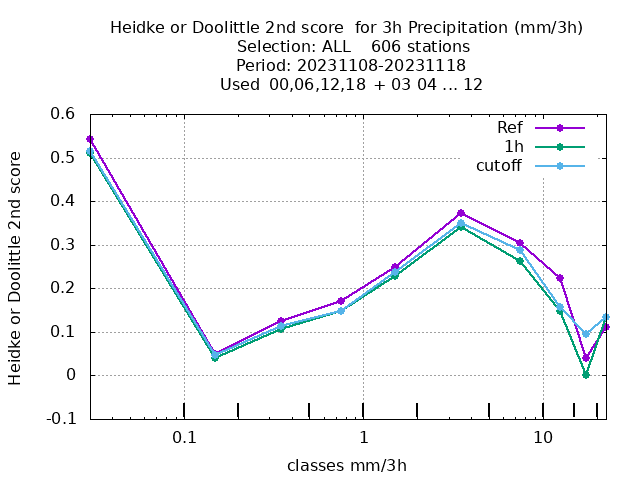 Heidke or Doolittle 2nd score  for 3h Precipitation (mm/3h)
Selection: ALL    606 stations
Period: 20231108-20231118
Used  00,06,12,18  + 03 04 ... 12
Ref
1h
cutoff
0.6
0.5
0.4
0.3
0.2
0.1
0
-0.1
Heidke or Doolittle 2nd score
0.1
1
10
classes mm/3h